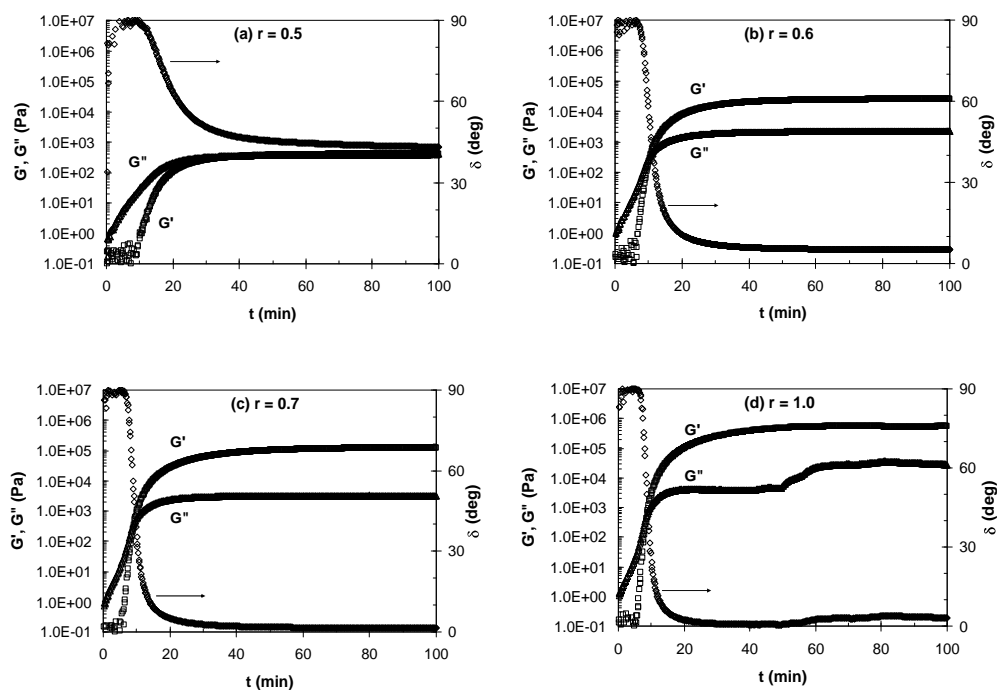 (a) r = 0.5
G', G" (Pa)
1.0E+07
1.0E+06
1.0E+05
1.0E+04
1.0E+03
1.0E+02
1.0E+01
1.0E+00
1.0E-01
G"
G'
90
60
30
0
δ (deg)
0 20 40 60 80 100
t (min)
(b) r = 0.6
G', G" (Pa)
1.0E+07
1.0E+06
1.0E+05
1.0E+04
1.0E+03
1.0E+02
1.0E+01
1.0E+00
1.0E-01
G'
G"
90
60
30
0
δ (deg)
0 20 40 60 80 100
t (min)
(c) r = 0.7
G', G" (Pa)
1.0E+07
1.0E+06
1.0E+05
1.0E+04
1.0E+03
1.0E+02
1.0E+01
1.0E+00
1.0E-01
G'
G"
90
60
30
0
δ (deg)
0 20 40 60 80 100
t (min)
(d) r = 1.0
G', G" (Pa)
1.0E+07
1.0E+06
1.0E+05
1.0E+04
1.0E+03
1.0E+02
1.0E+01
1.0E+00
1.0E-01
G'
G"
90
60
30
0
δ (deg)
0 20 40 60 80 100
t (min)